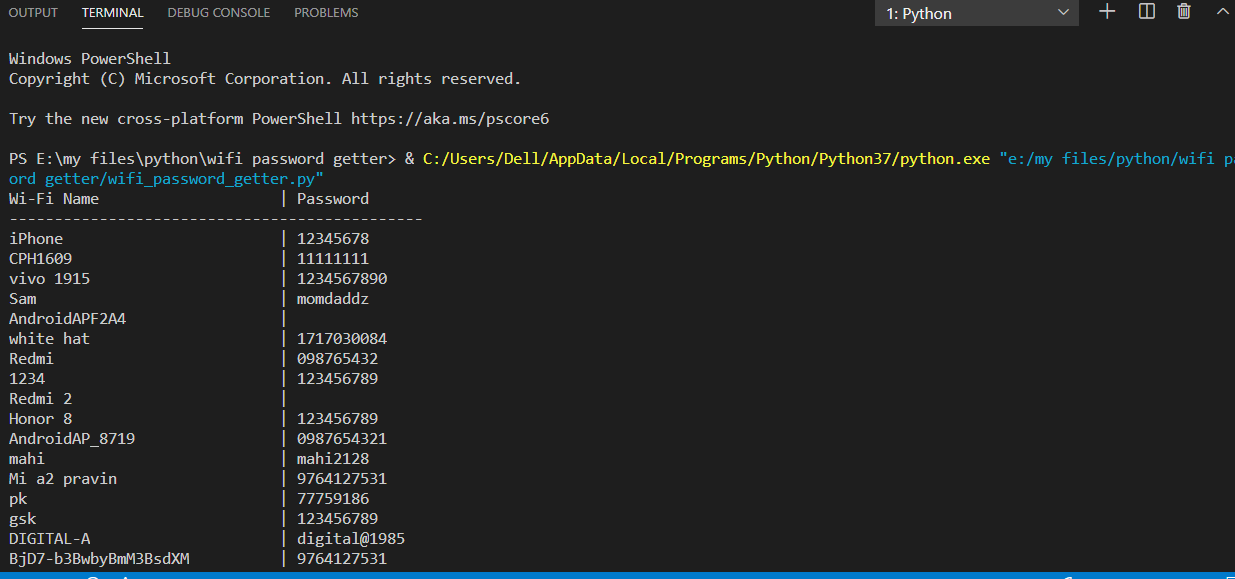 OUTPUT TERMINAL DEBUG CONSOLE PROBLEMS 1: Python
Windows PowerShell
Copyright (C) Microsoft Corporation. All rights reserved.
Try the new cross-platform PowerShell https://aka.ms/pscore6
PS E:\my files\python\wifi password getter> & C:/Users/Dell/AppData/Local/Programs/Python/Python37/python.exe "e:/my files/python/wifi
ord getter/wifi_password_getter.py"
Wi-Fi Name | Password
----------------------------------------------
iPhone | 12345678
CPH1609 | 11111111
vivo 1915 | 1234567890
Sam | momdaddz
AndroidAPF2A4 |
white hat | 1717030084
Redmi | 098765432
1234 | 123456789
Redmi 2 |
Honor 8 | 123456789
AndroidAP_8719 | 0987654321
mahi | mahi2128
Mi a2 pravin | 9764127531
pk | 77759186
gsk | 123456789
DIGITAL-A | digital@1985
BjD7-b3BwbyBmM3BsdXM | 9764127531